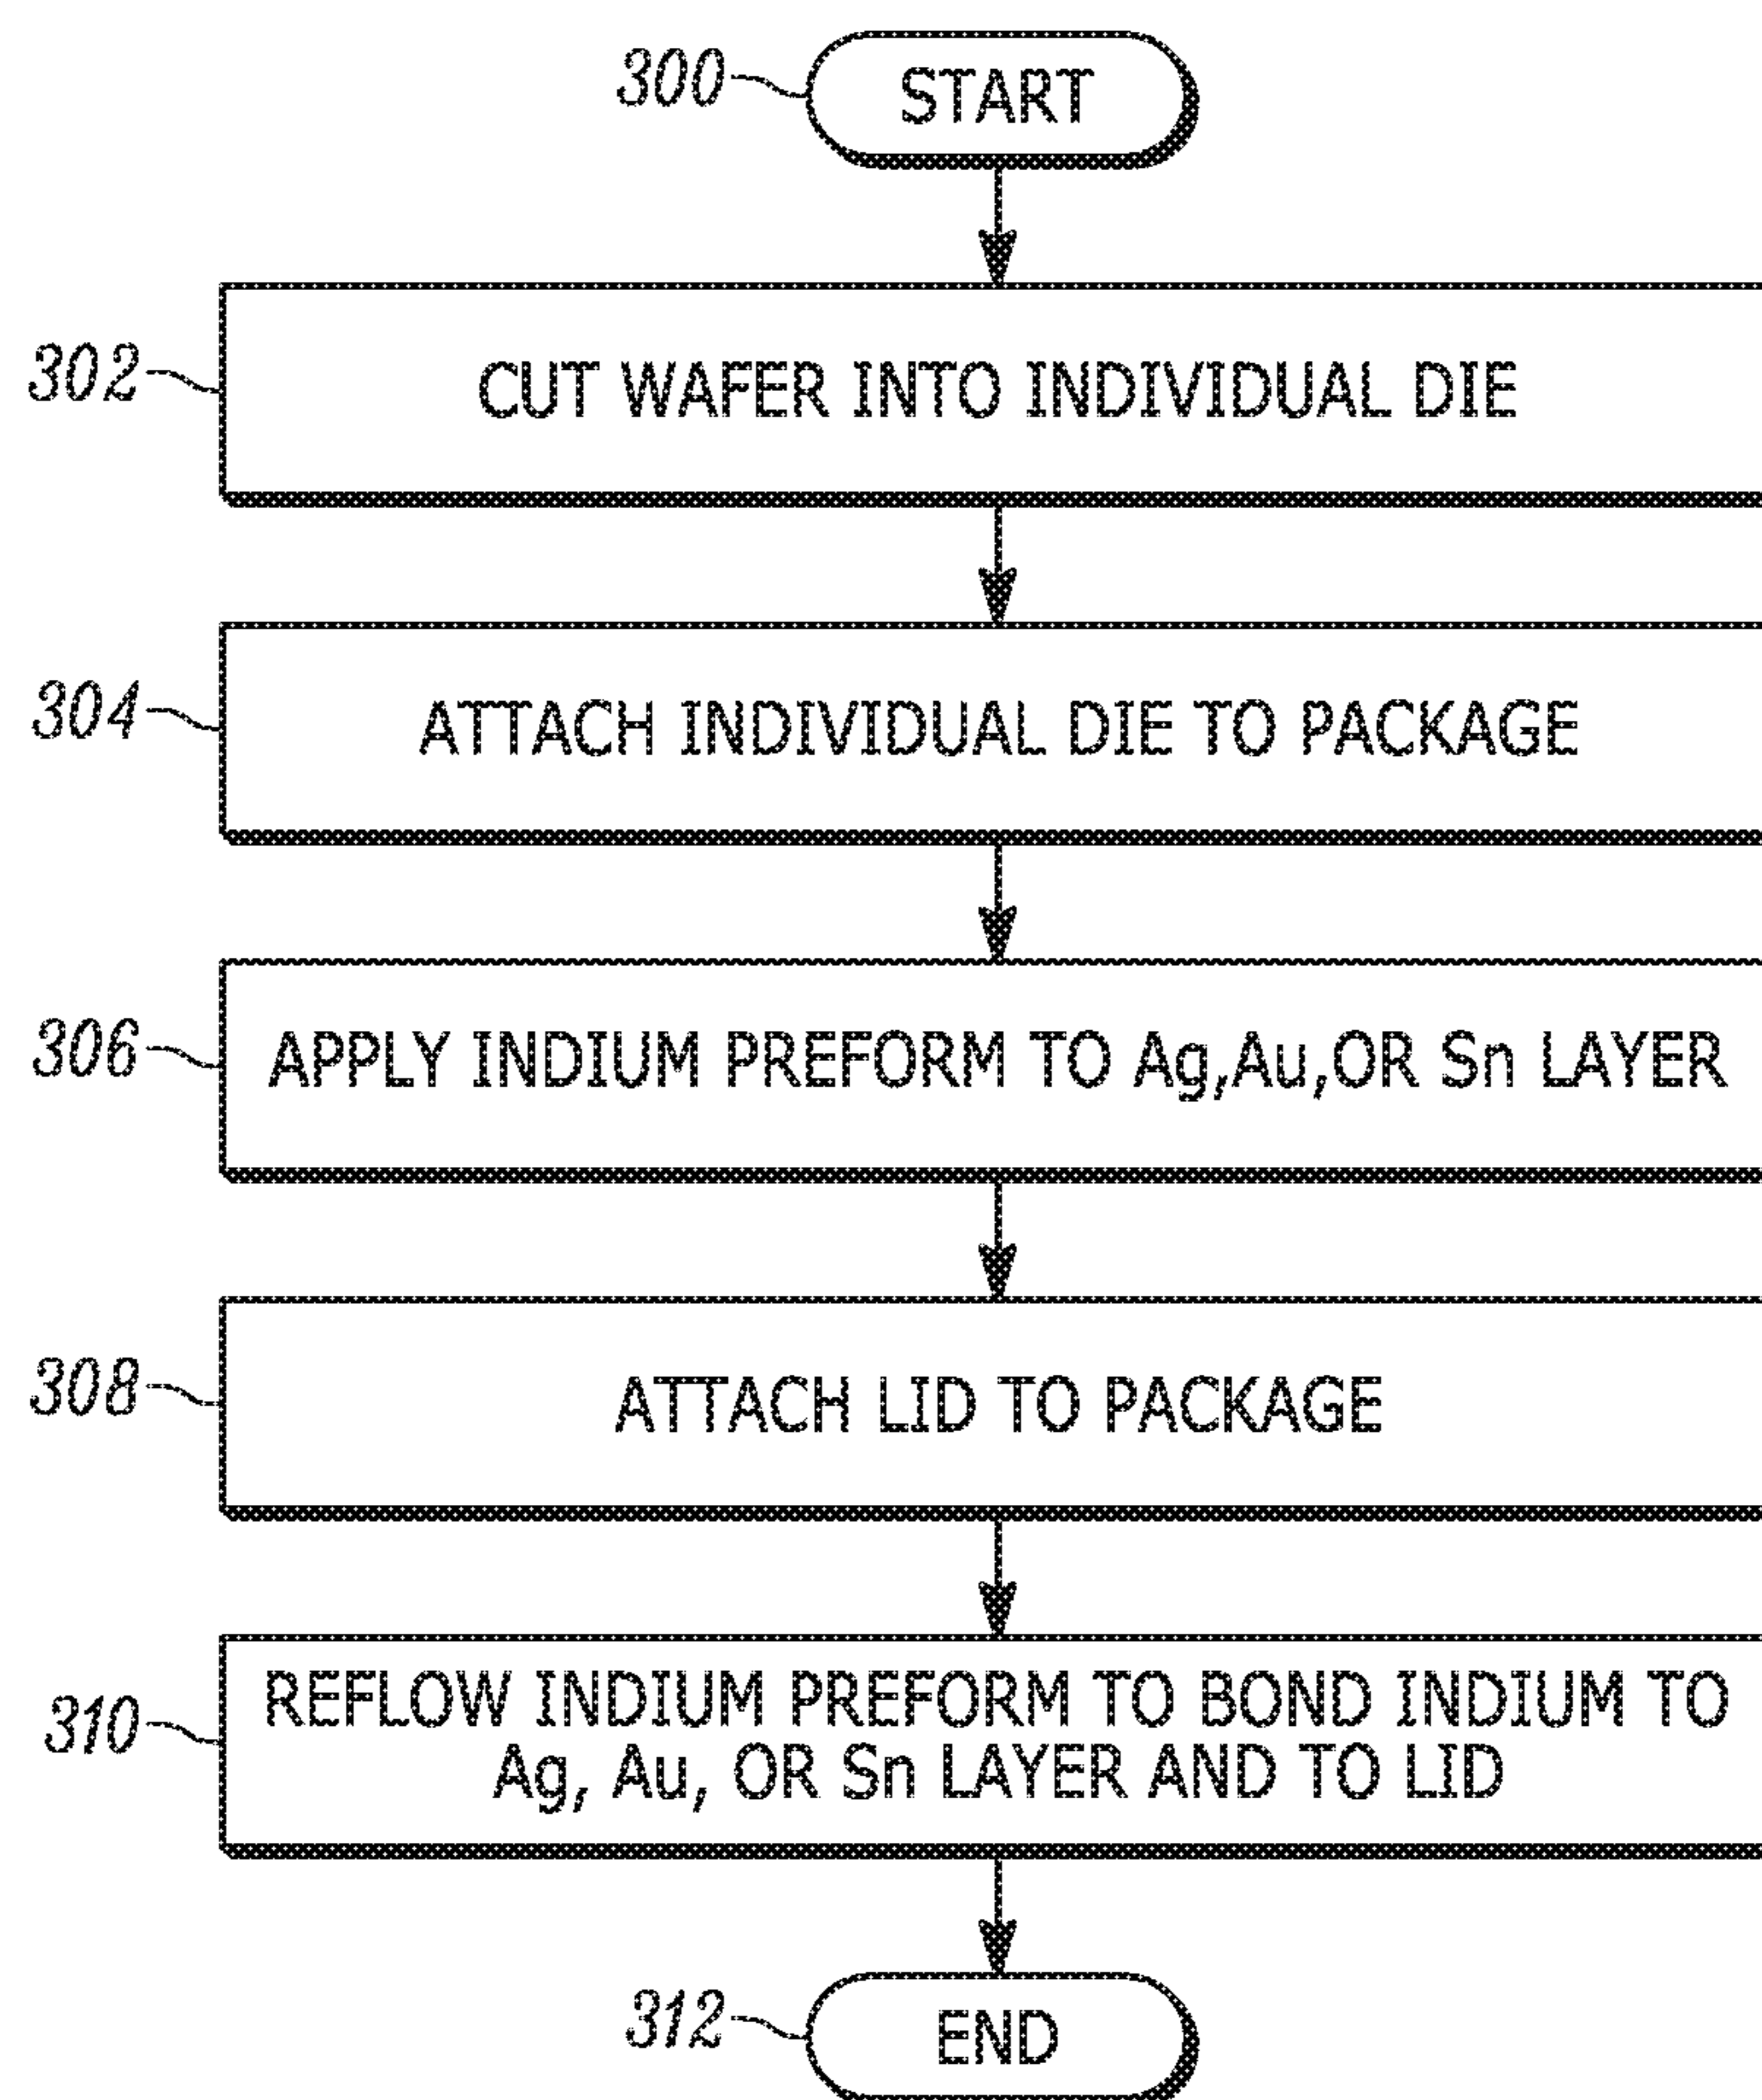 300 START
302 CUT WAFER INTO INDIVIDUAL DIE
304 ATTACH INDIVIDUAL DIE TO PACKAGE
306 APPLY INDIUM PREFORM TO Ag,Au,OR Sn LAYER
308 ATTACH LID TO PACKAGE
310 REFLOW INDIUM PREFORM TO BOND INDIUM TO
Ag, Au, OR Sn LAYER AND TO LID
312 END